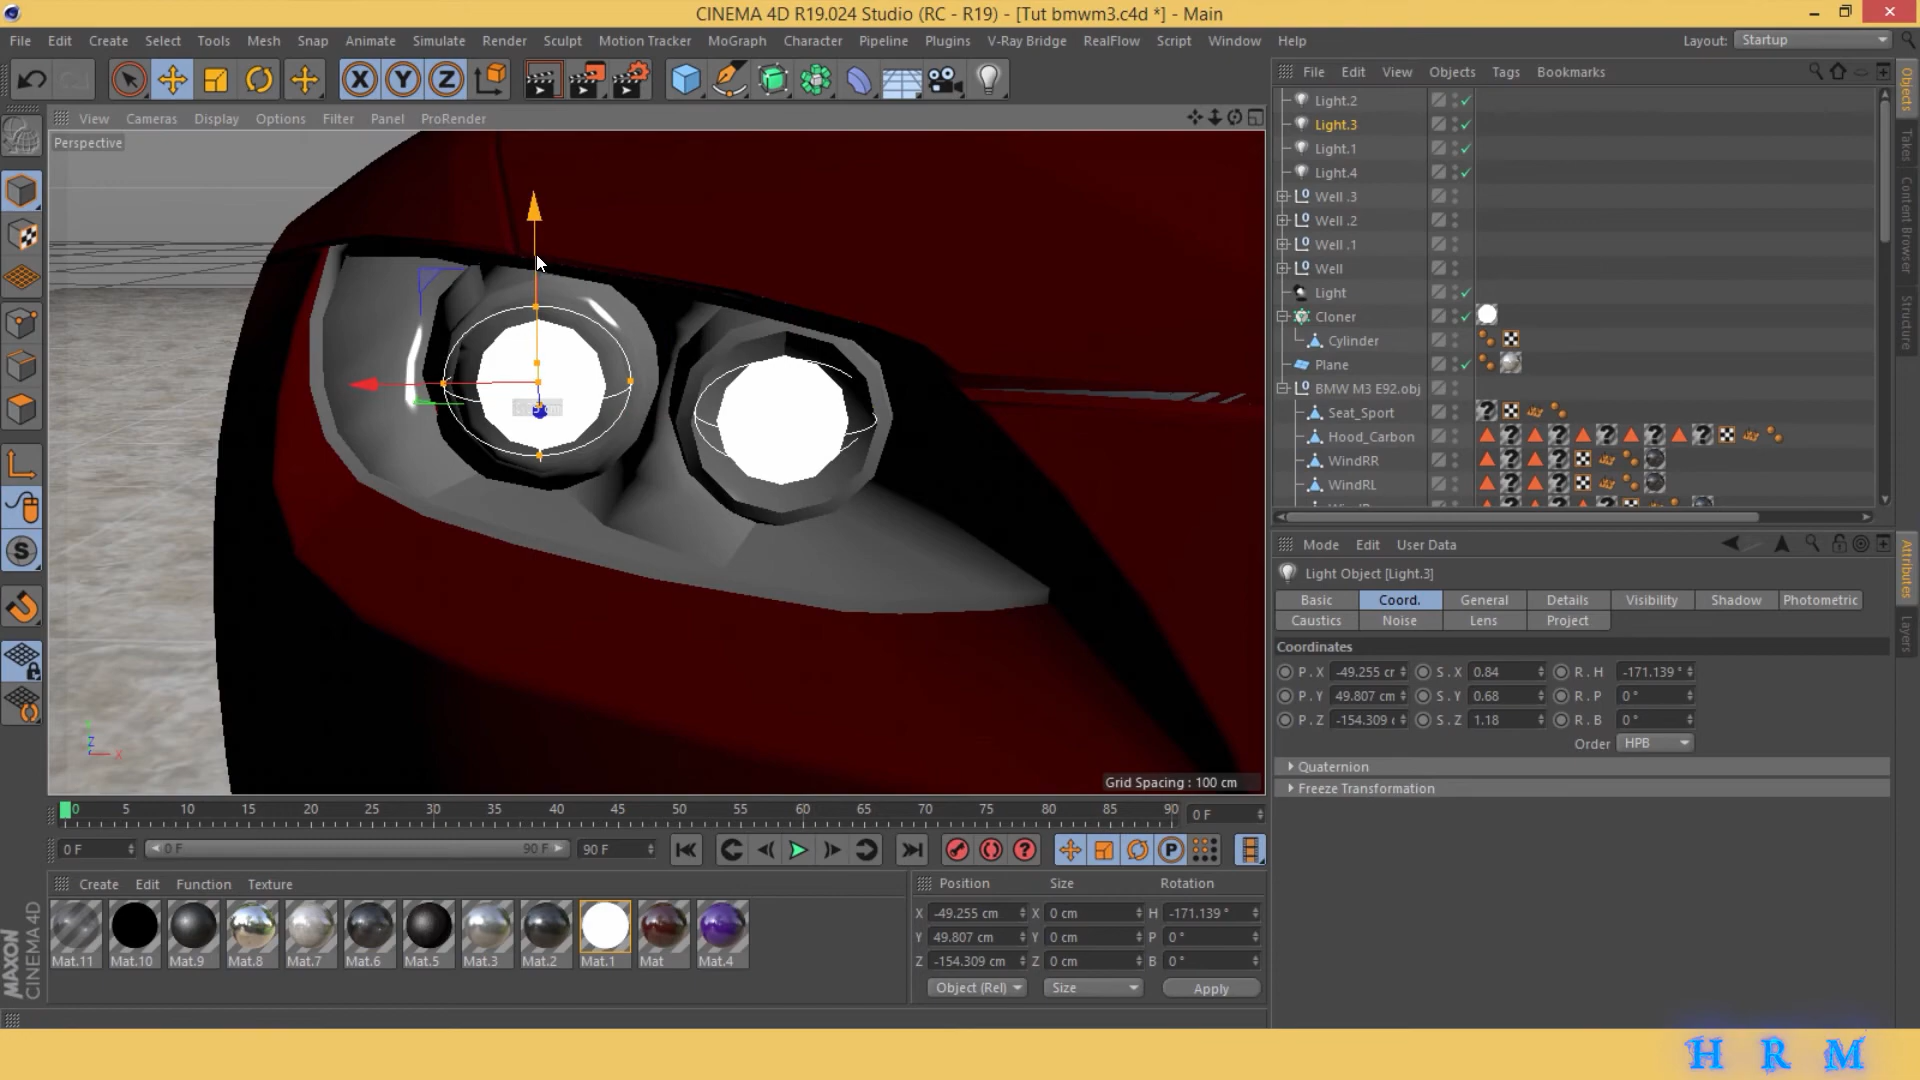 CINEMA 4D R19.024 Studio (RC - R19) - [Tut bmwm3.c4d *] - Main
File Edit Create Select Tools Mesh Snap Animate Simulate Render Sculpt Motion Tracker MoGraph Character Pipeline Plugins V-Ray Bridge RealFlow Script Window Help Layout: Startup
File Edit View Objects Tags Bookmarks
View Cameras Display Options Filter Panel ProRender
Perspective
Light.2
Light.3
Light.1
Light.4
Well .3
Well .2
Well .1
Well
Light
Cloner
Cylinder
Plane
BMW M3 E92.obj
Seat_Sport
Hood_Carbon
WindRR
WindRL
Objects
Takes
Content Browser
Structure
Mode Edit User Data
Light Object [Light.3]
Basic Coord. General Details Visibility Shadow Photometric
Caustics Noise Lens Project
Coordinates
P . X -49.255 cr S . X 0.84 R . H -171.139 °
P . Y 49.807 cm S . Y 0.68 R . P 0 °
P . Z -154.309 ( S . Z 1.18 R . B 0 °
Order HPB
Quaternion
Freeze Transformation
Attributes
Layers
Y
Z X
Grid Spacing : 100 cm
0 5 10 15 20 25 30 35 40 45 50 55 60 65 70 75 80 85 90 0 F
0 F 0 F 90 F 90 F
Create Edit Function Texture
Mat.11 Mat.10 Mat.9 Mat.8 Mat.7 Mat.6 Mat.5 Mat.3 Mat.2 Mat.1 Mat Mat.4
Position Size Rotation
X -49.255 cm X 0 cm H -171.139 °
Y 49.807 cm Y 0 cm P 0 °
Z -154.309 cm Z 0 cm B 0 °
Object (Rel) Size Apply
MAXON CINEMA 4D
H R M